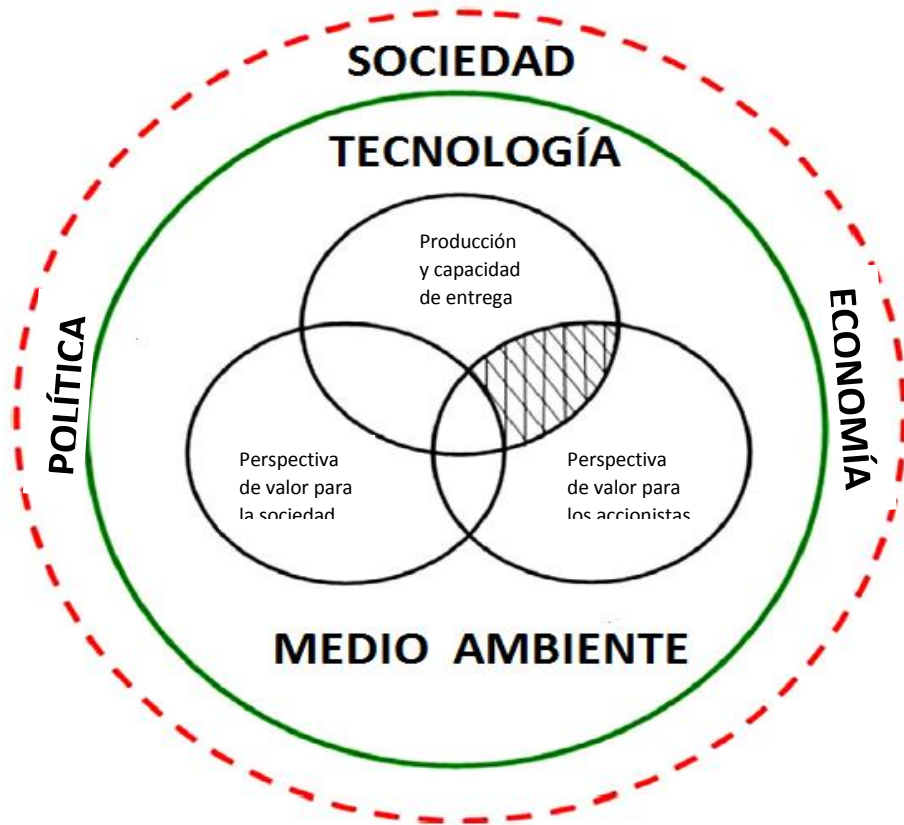 SOCIEDAD
TECNOLOGÍA
Producción
y capacidad
de entrega
POLÍTICA
ECONOMÍA
Perspectiva
de valor para
la sociedad
Perspectiva
de valor para
los accionistas
MEDIO AMBIENTE